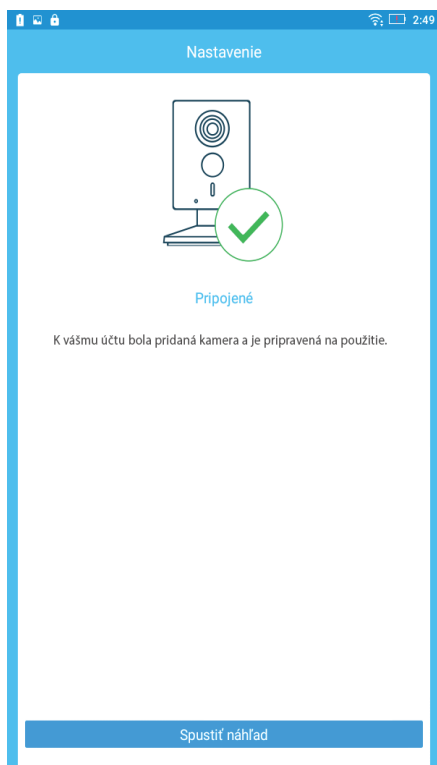 2:49
Nastavenie
Pripojené
K vášmu účtu bola pridaná kamera a je pripravená na použitie.
Spustiť náhľad